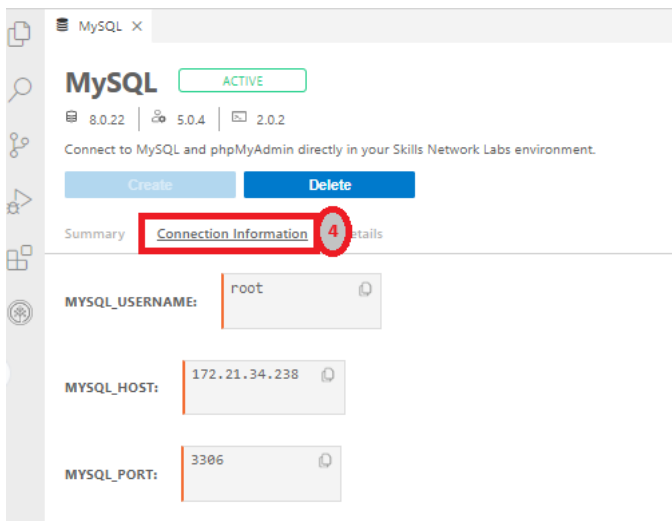 MySQL
MySQL ACTIVE
8.0.22 5.0.4 2.0.2
Connect to MySQL and phpMyAdmin directly in your Skills Network Labs environment.
Create Delete
Summary Connection Information 4 etails
MYSQL_USERNAME: root
MYSQL_HOST: 172.21.34.238
MYSQL_PORT: 3306